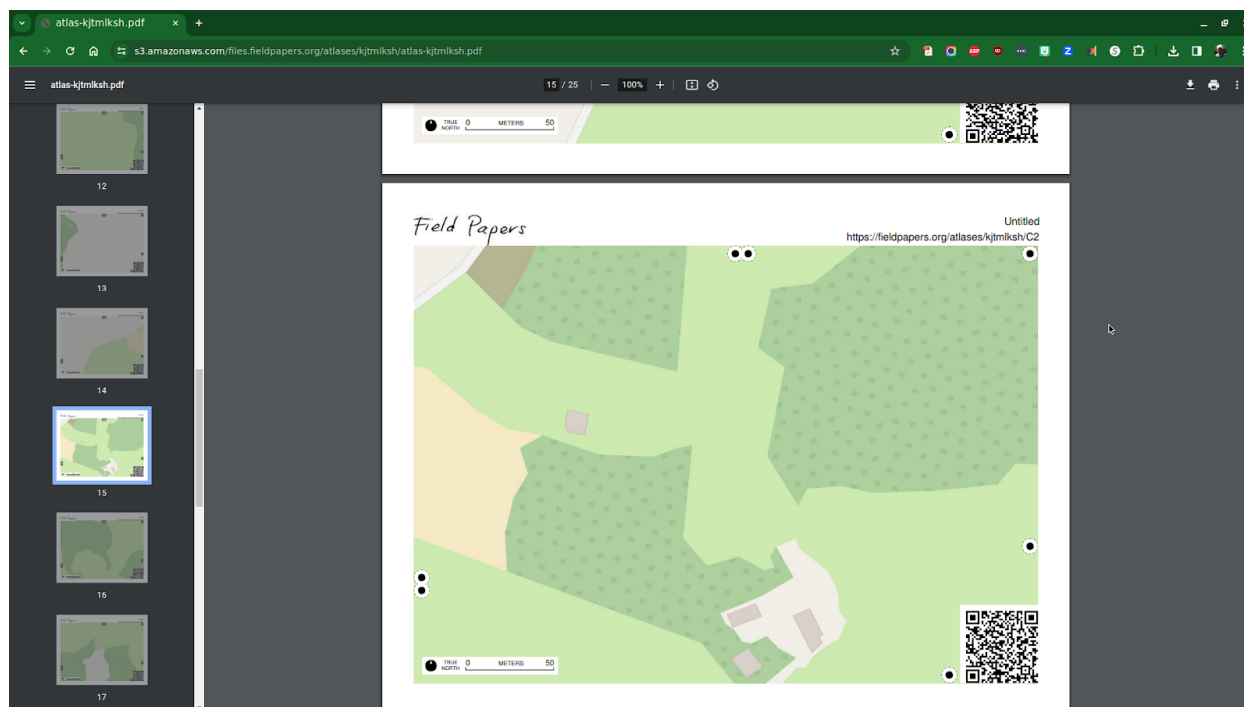 atlas-kjtmlksh.pdf
s3.amazonaws.com/files.fieldpapers.org/atlases/kjtmlksh/atlas-kjtmlksh.pdf
atlas-kjtmlksh.pdf
15 / 25
100%
12
13
14
15
16
17
TRUE NORTH 0 METERS 50
Field Papers
Untitled
https://fieldpapers.org/atlases/kjtmlksh/C2
TRUE NORTH 0 METERS 50